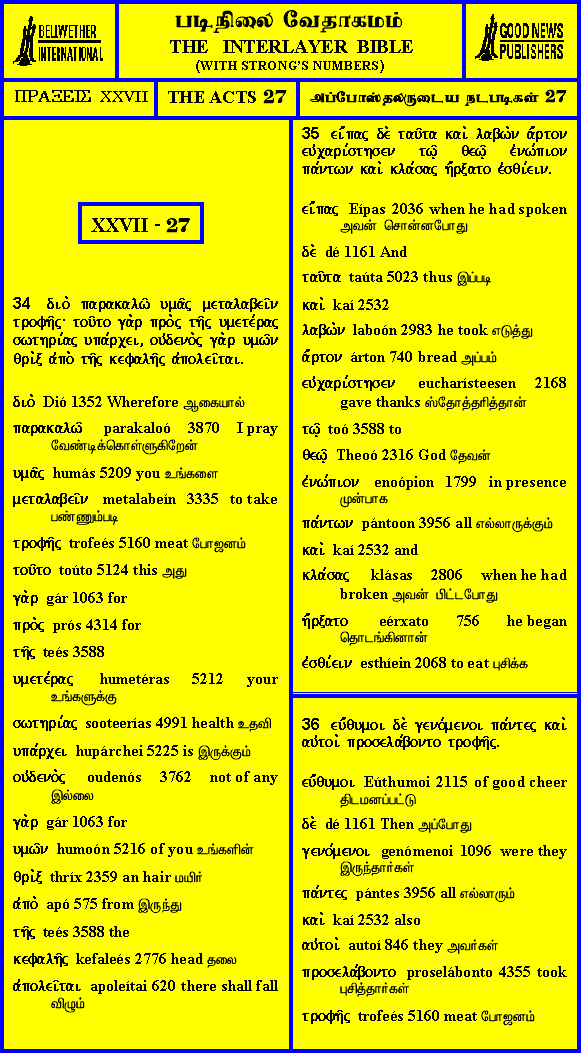 BELLWETHER
INTERNATIONAL
படிநிலை வேதாகமம்
THE INTERLAYER BIBLE
(WITH STRONG'S NUMBERS)
GOOD NEWS
PUBLISHERS
ΠΡΑΞΕΙΣ XXVII
THE ACTS 27
அப்போஸ்தலருடைய நடபடிகள் 27
XXVII - 27
34 διὸ παρακαλῶ υμᾶς μεταλαβεῖν
τροφῆς· τοῦτο γὰρ πρὸς τῆς υμετέρας
σωτηρίας υπάρχει, οὐδενὸς γὰρ υμῶν
θρὶξ ἀπὸ τῆς κεφαλῆς ἀπολεῖται.
διὸ Dió 1352 Wherefore ஆகையால்
παρακαλῶ parakaloó 3870 I pray
வேண்டிக்கொள்ளுகிறேன்
υμᾶς humás 5209 you உங்களை
μεταλαβεῖν metalabeín 3335 to take
பண்ணும்படி
τροφῆς trofeés 5160 meat போஜனம்
τοῦτο toúto 5124 this அது
γὰρ gár 1063 for
πρὸς prós 4314 for
τῆς teés 3588
υμετέρας humetéras 5212 your
உங்களுக்கு
σωτηρίας sooteerías 4991 health உதவி
υπάρχει hupárchei 5225 is இருக்கும்
οὐδενὸς oudenós 3762 not of any
இல்லை
γὰρ gár 1063 for
υμῶν humoón 5216 of you உங்களின்
θρὶξ thríx 2359 an hair மயிர்
ἀπὸ apó 575 from இருந்து
τῆς teés 3588 the
κεφαλῆς kefaleés 2776 head தலை
ἀπολεῖται apoleítai 620 there shall fall
விழும்
35 εἴπας δὲ ταῦτα καὶ λαβὼν ἄρτον
εὐχαρίστησεν τῷ θεῷ ἐνώπιον
πάντων καὶ κλάσας ἤρξατο ἐσθίειν.
εἴπας Eípas 2036 when he had spoken
அவன் சொன்னபோது
δὲ dé 1161 And
ταῦτα taúta 5023 thus இப்படி
καὶ kaí 2532
λαβὼν laboón 2983 he took எடுத்து
ἄρτον árton 740 bread அப்பம்
εὐχαρίστησεν eucharísteesen 2168
gave thanks ஸ்தோத்தரித்தான்
τῷ toó 3588 to
θεῷ Theoó 2316 God தேவன்
ἐνώπιον enoópion 1799 in presence
முன்பாக
πάντων pántoon 3956 all எல்லாருக்கும்
καὶ kaí 2532 and
κλάσας klásas 2806 when he had
broken அவன் பிட்டபோது
ἤρξατο eérxato 756 he began
தொடங்கினான்
ἐσθίειν esthíein 2068 to eat புசிக்க
36 εὔθυμοι δὲ γενόμενοι πάντες καὶ
αὐτοὶ προσελάβοντο τροφῆς.
εὔθυμοι Eúthumoi 2115 of good cheer
திடமனப்பட்டு
δὲ dé 1161 Then அப்போது
γενόμενοι genómenoi 1096 were they
இருந்தார்கள்
πάντες pántes 3956 all எல்லாரும்
καὶ kaí 2532 also
αὐτοὶ autoí 846 they அவர்கள்
προσελάβοντο proselábonto 4355 took
புசித்தார்கள்
τροφῆς trofeés 5160 meat போஜனம்